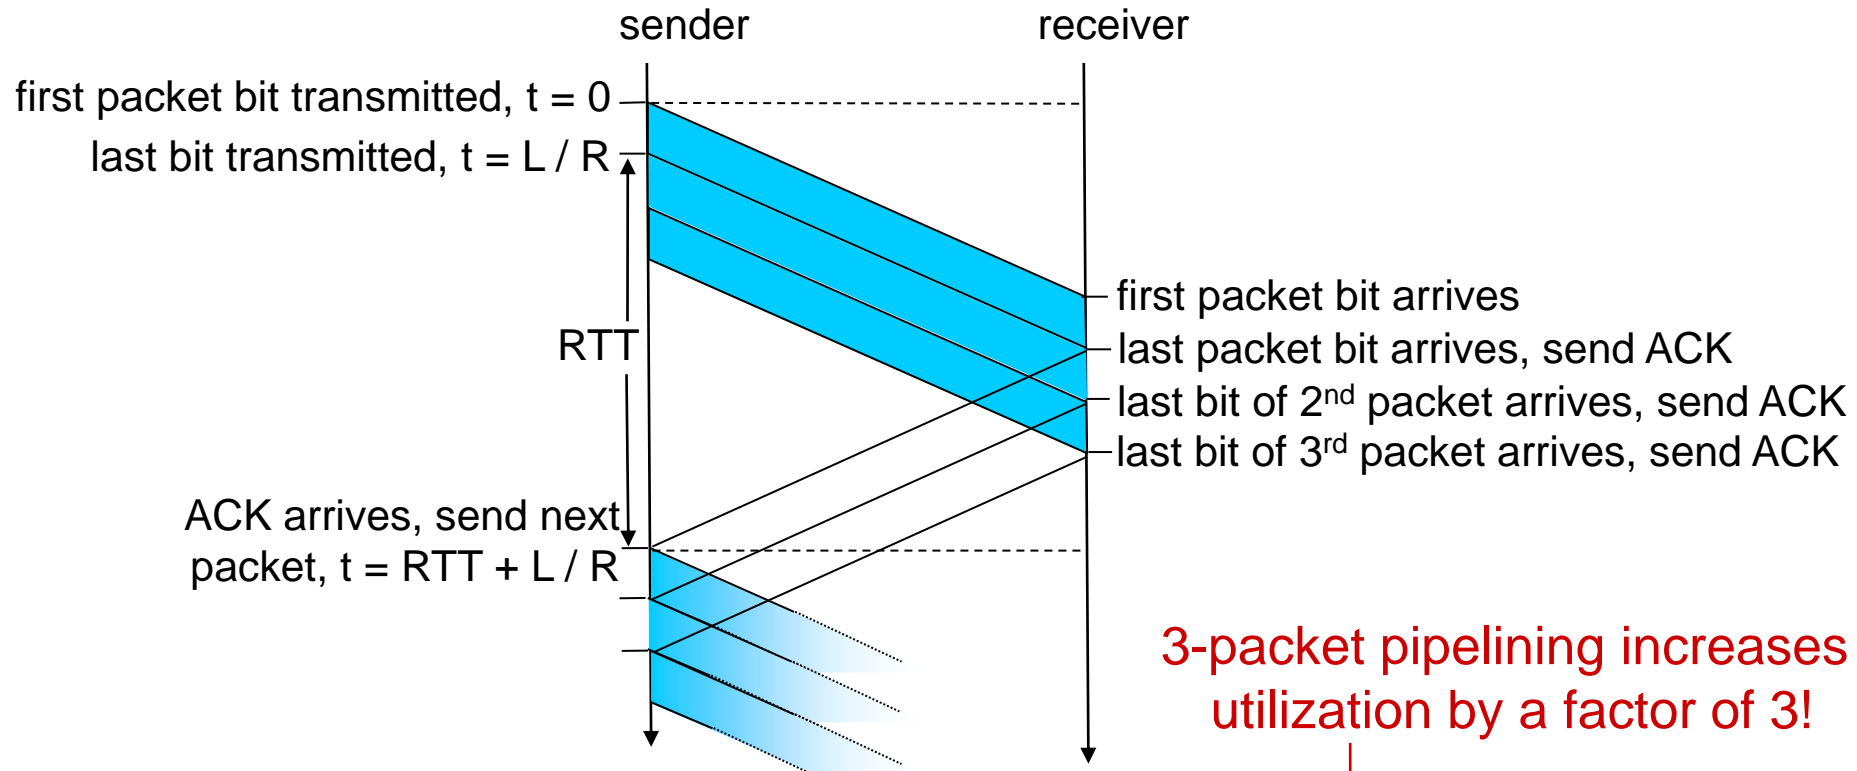 sender
receiver
first packet bit transmitted, t = 0
last bit transmitted, t = L / R
RTT
first packet bit arrives
last packet bit arrives, send ACK
last bit of 2nd packet arrives, send ACK
last bit of 3rd packet arrives, send ACK
ACK arrives, send next
packet, t = RTT + L / R
3-packet pipelining increases
utilization by a factor of 3!